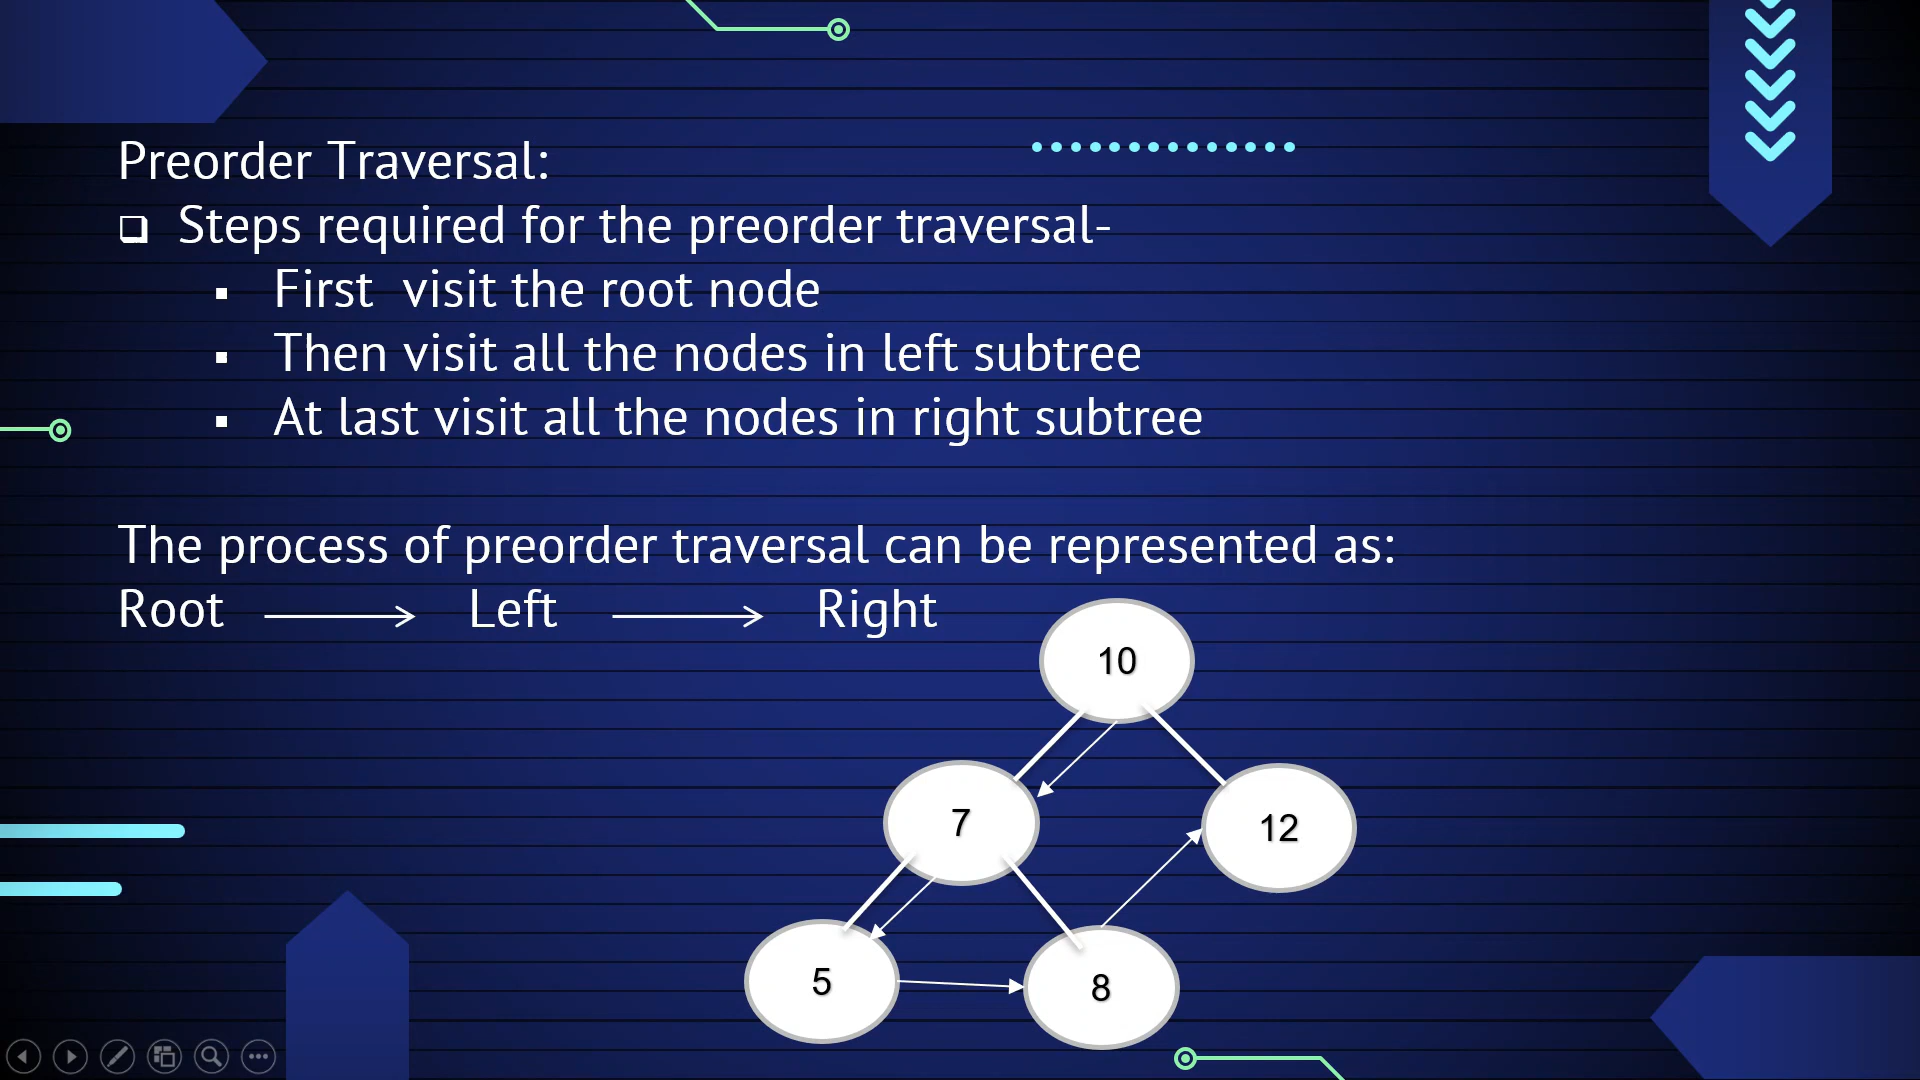 Preorder Traversal:
❑ Steps required for the preorder traversal-
▪ First  visit the root node
▪ Then visit all the nodes in left subtree
▪ At last visit all the nodes in right subtree
The process of preorder traversal can be represented as:
Root ⟶ Left ⟶ Right
10
7
12
5
8